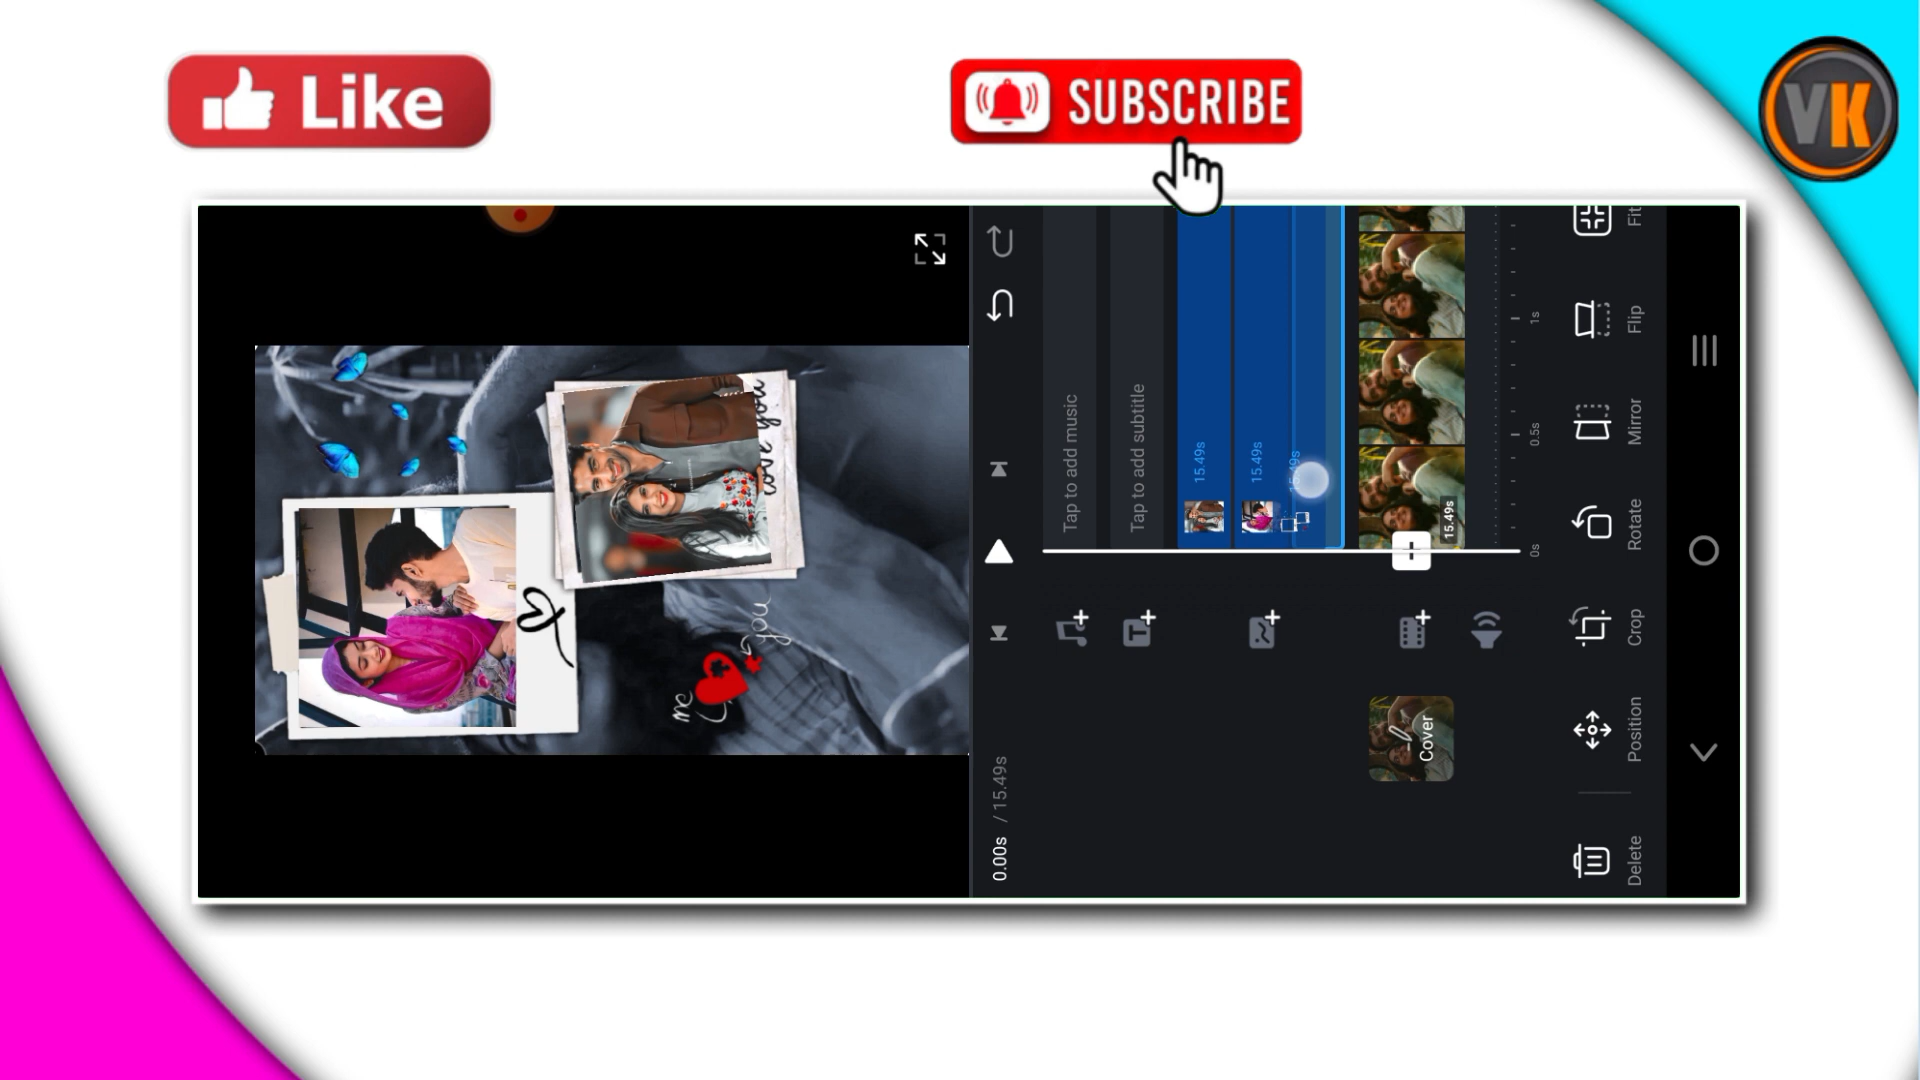 Like
SUBSCRIBE
VK
love you
me
you
0.00s / 15.49s
Tap to add music
Tap to add subtitle
15.49s
15.49s
15.49s
Cover
0s
0.5s
1s
Delete
Position
Crop
Rotate
Mirror
Flip
Fit